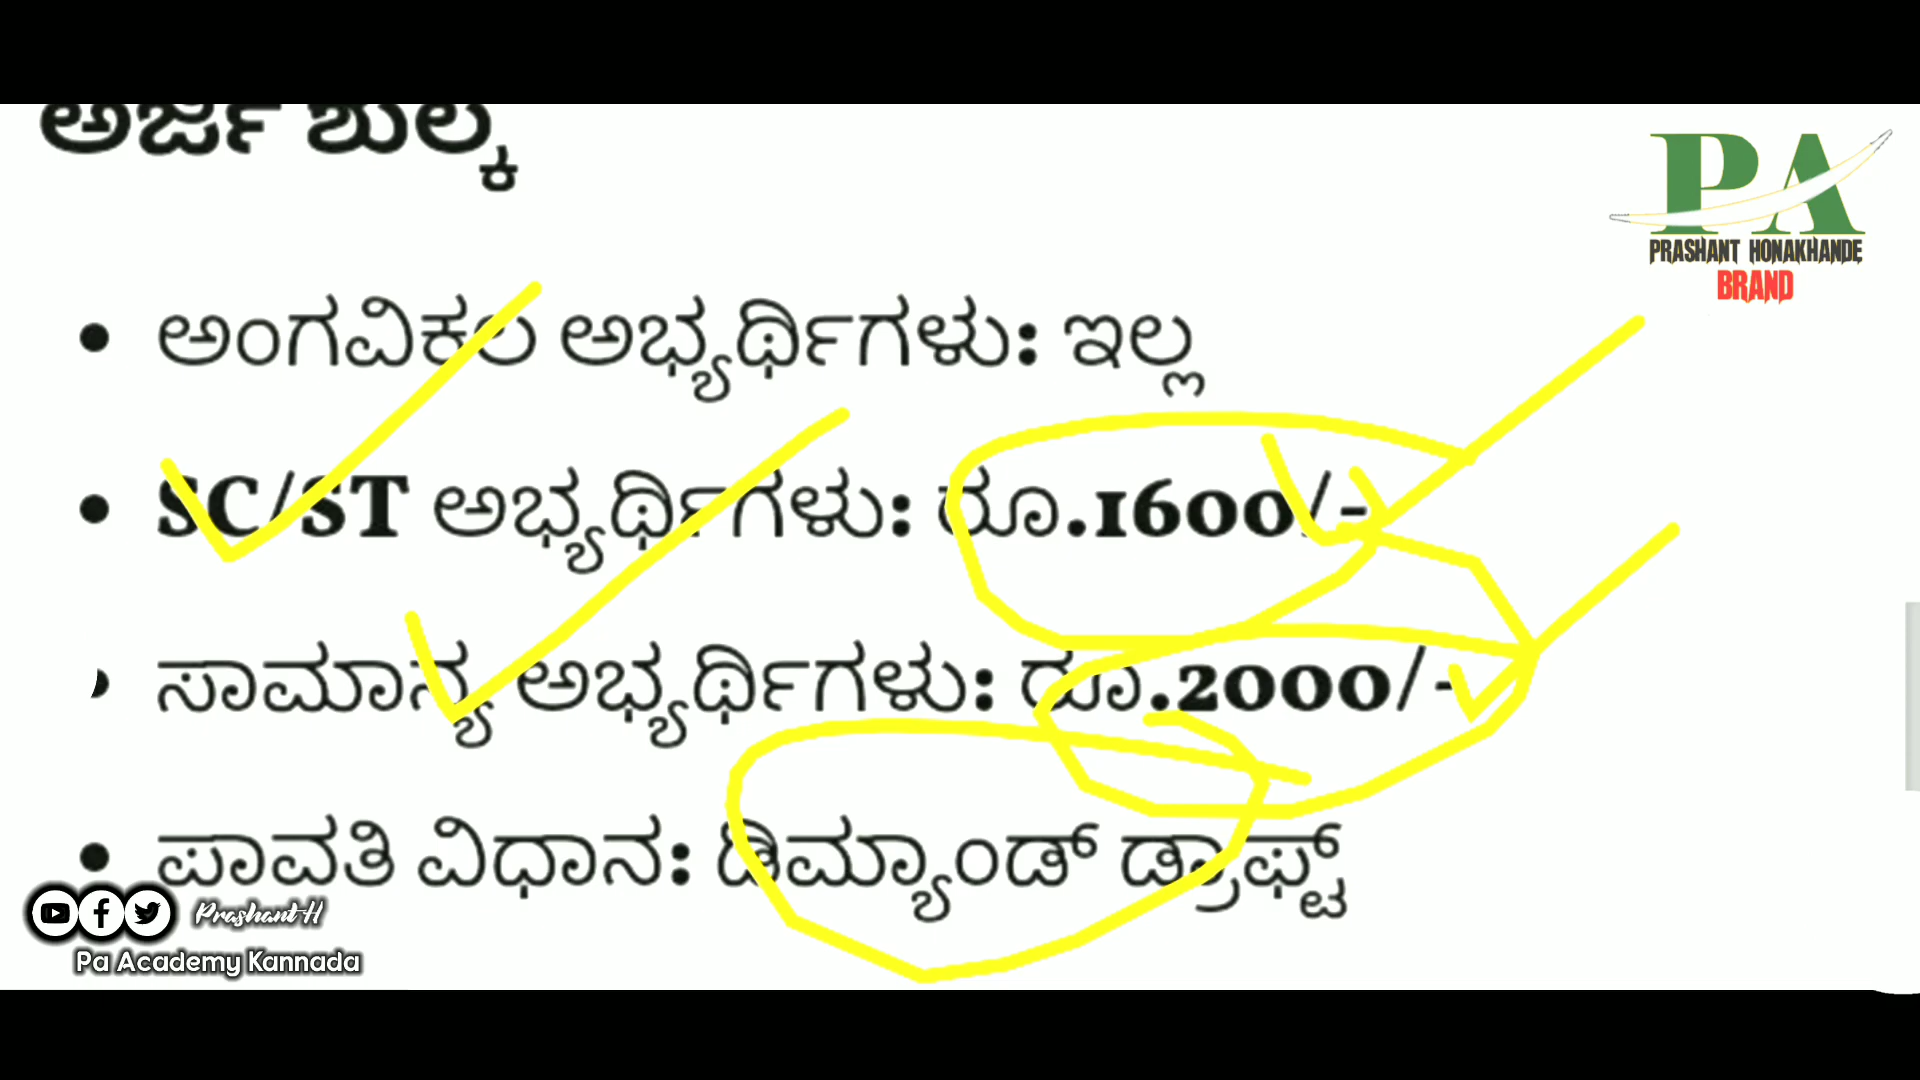 ಅರ್ಜಿ ಶುಲ್ಕ
PA
PRASHANT HONAKHANDE
BRAND
• ಅಂಗವಿಕಲ ಅಭ್ಯರ್ಥಿಗಳು: ಇಲ್ಲ
• SC/ST ಅಭ್ಯರ್ಥಿಗಳು: ರೂ.1600/-
• ಸಾಮಾನ್ಯ ಅಭ್ಯರ್ಥಿಗಳು: ರೂ.2000/-
• ಪಾವತಿ ವಿಧಾನ: ಡಿಮ್ಯಾಂಡ್ ಡ್ರಾಫ್ಟ್
Prashant H
Pa Academy Kannada